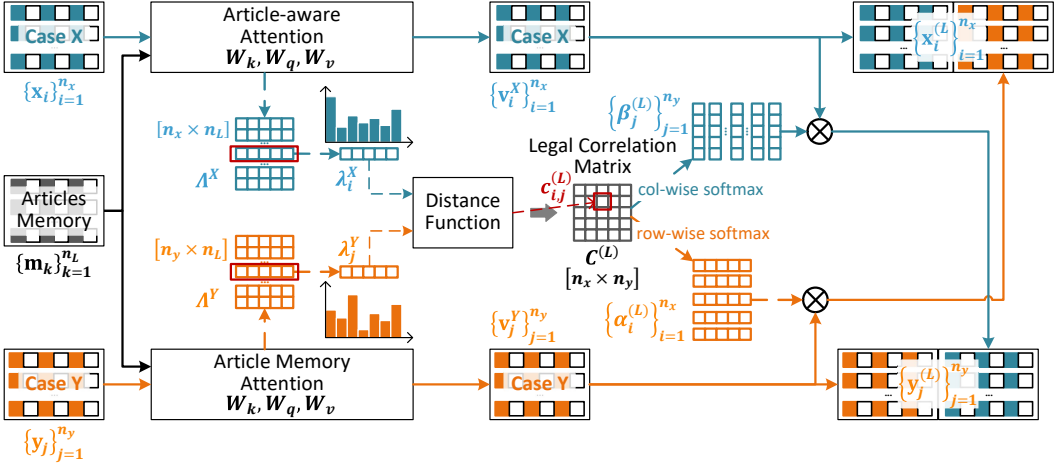 Case X
{x_i}_{i=1}^{n_x}
Article-aware
Attention
W_k, W_q, W_v
Case X
{v_i^X}_{i=1}^{n_x}
... {x_i^{(L)}}_{i=1}^{n_x} ...
[n_x × n_L]
...
...
Λ^X
λ_i^X
{β_j^{(L)}}_{j=1}^{n_y}
... ...
Legal Correlation
Matrix
c_{i,j}^{(L)}
col-wise softmax
row-wise softmax
C^{(L)}
[n_x × n_y]
Distance
Function
Articles
Memory
{m_k}_{k=1}^{n_L}
[n_y × n_L]
...
...
Λ^Y
λ_j^Y
{α_i^{(L)}}_{i=1}^{n_x}
Case Y
{y_j}_{j=1}^{n_y}
Article Memory
Attention
W_k, W_q, W_v
{v_j^Y}_{j=1}^{n_y}
Case Y
... {y_j^{(L)}}_{j=1}^{n_y} ...